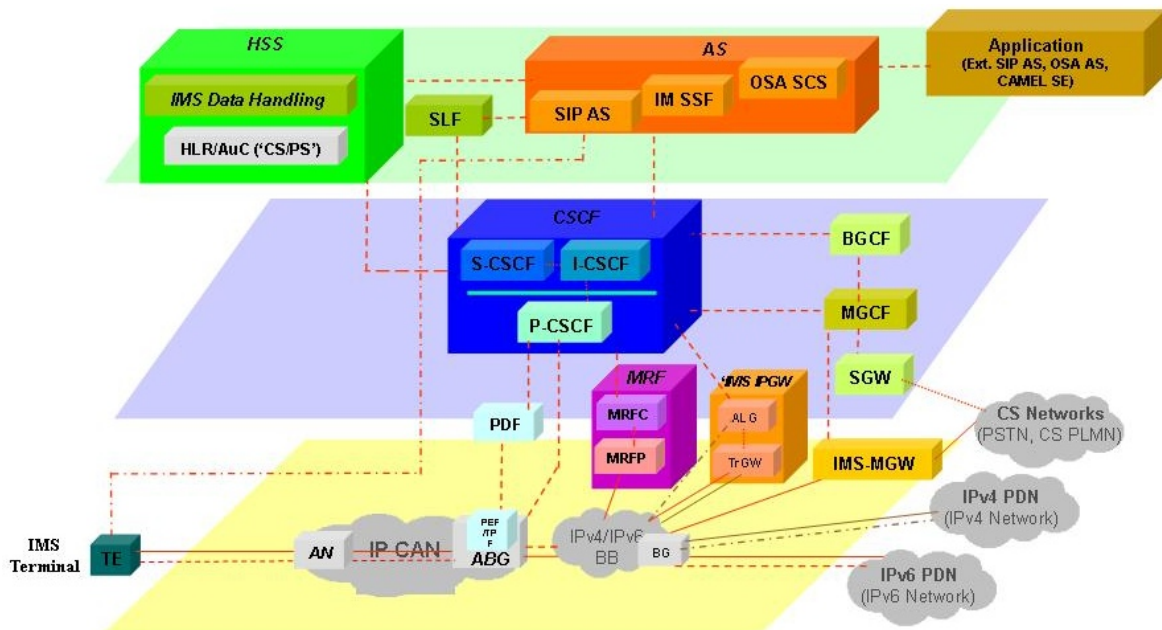 HSS
IMS Data Handling
HLR/AuC ('CS/PS')
SLF
AS
SIP AS
IM SSF
OSA SCS
Application
(Ext. SIP AS, OSA AS,
CAMEL SE)
CSCF
S-CSCF
I-CSCF
P-CSCF
BGCF
MGCF
SGW
MRF
MRFC
MRFP
"IMS IPGW
ALG
TrGW
PDF
IMS-MGW
CS Networks
(PSTN, CS PLMN)
IPv4 PDN
(IPv4 Network)
IPv6 PDN
(IPv6 Network)
IMS
Terminal
TE
AN
IP CAN
PEF
/TP
F
ABG
IPv4/IPv6
BB
BG